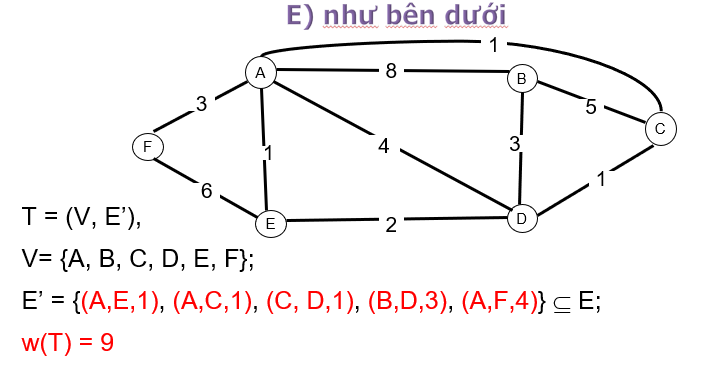 E) như bên dưới
1
A
8
B
5
C
3
F
1
4
3
1
6
E
2
D
T = (V, E’),
V= {A, B, C, D, E, F};
E’ = {(A,E,1), (A,C,1), (C, D,1), (B,D,3), (A,F,4)} ⊆ E;
w(T) = 9